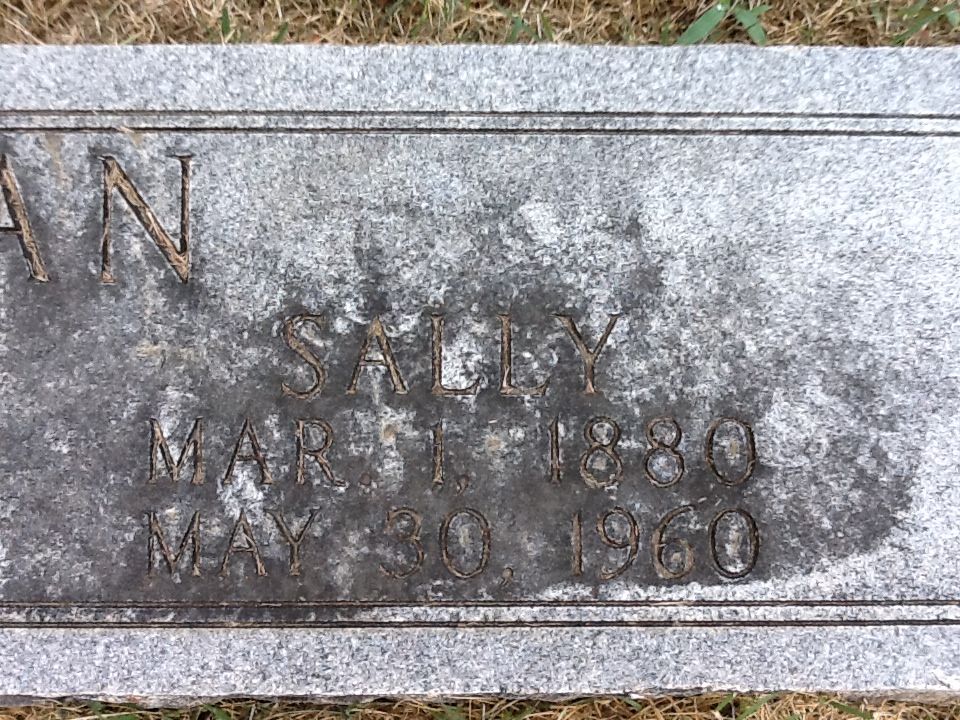 AN
SALLY
MAR. 1, 1880
MAY 30, 1960